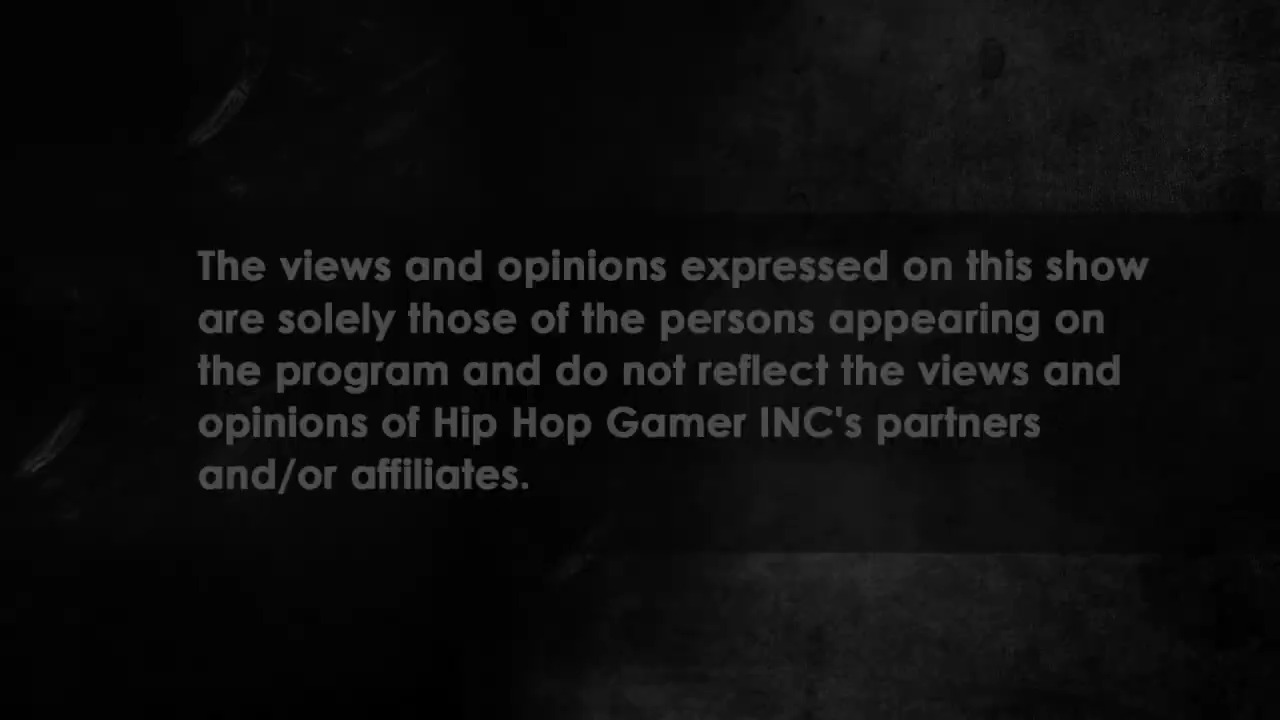 The views and opinions expressed on this show
are solely those of the persons appearing on
the program and do not reflect the views and
opinions of Hip Hop Gamer INC's partners
and/or affiliates.